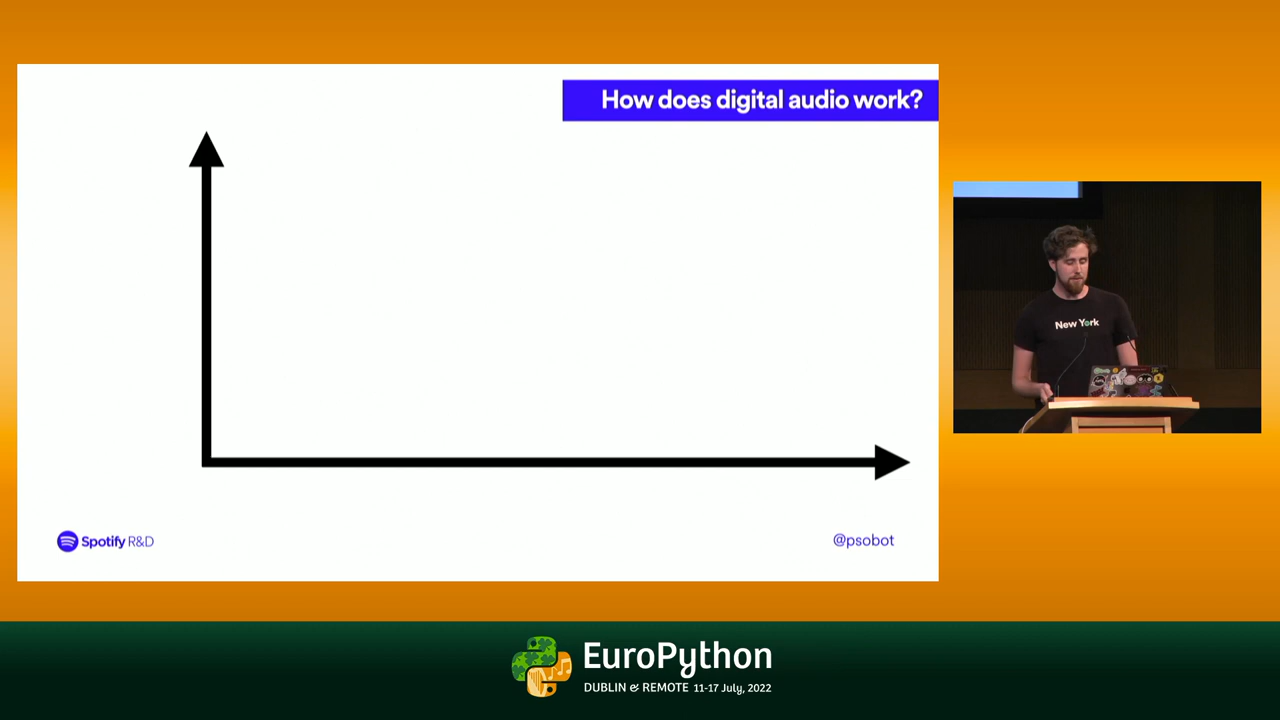 How does digital audio work?
New York
Spotify R&D
@psobot
EuroPython
DUBLIN & REMOTE 11-17 July, 2022